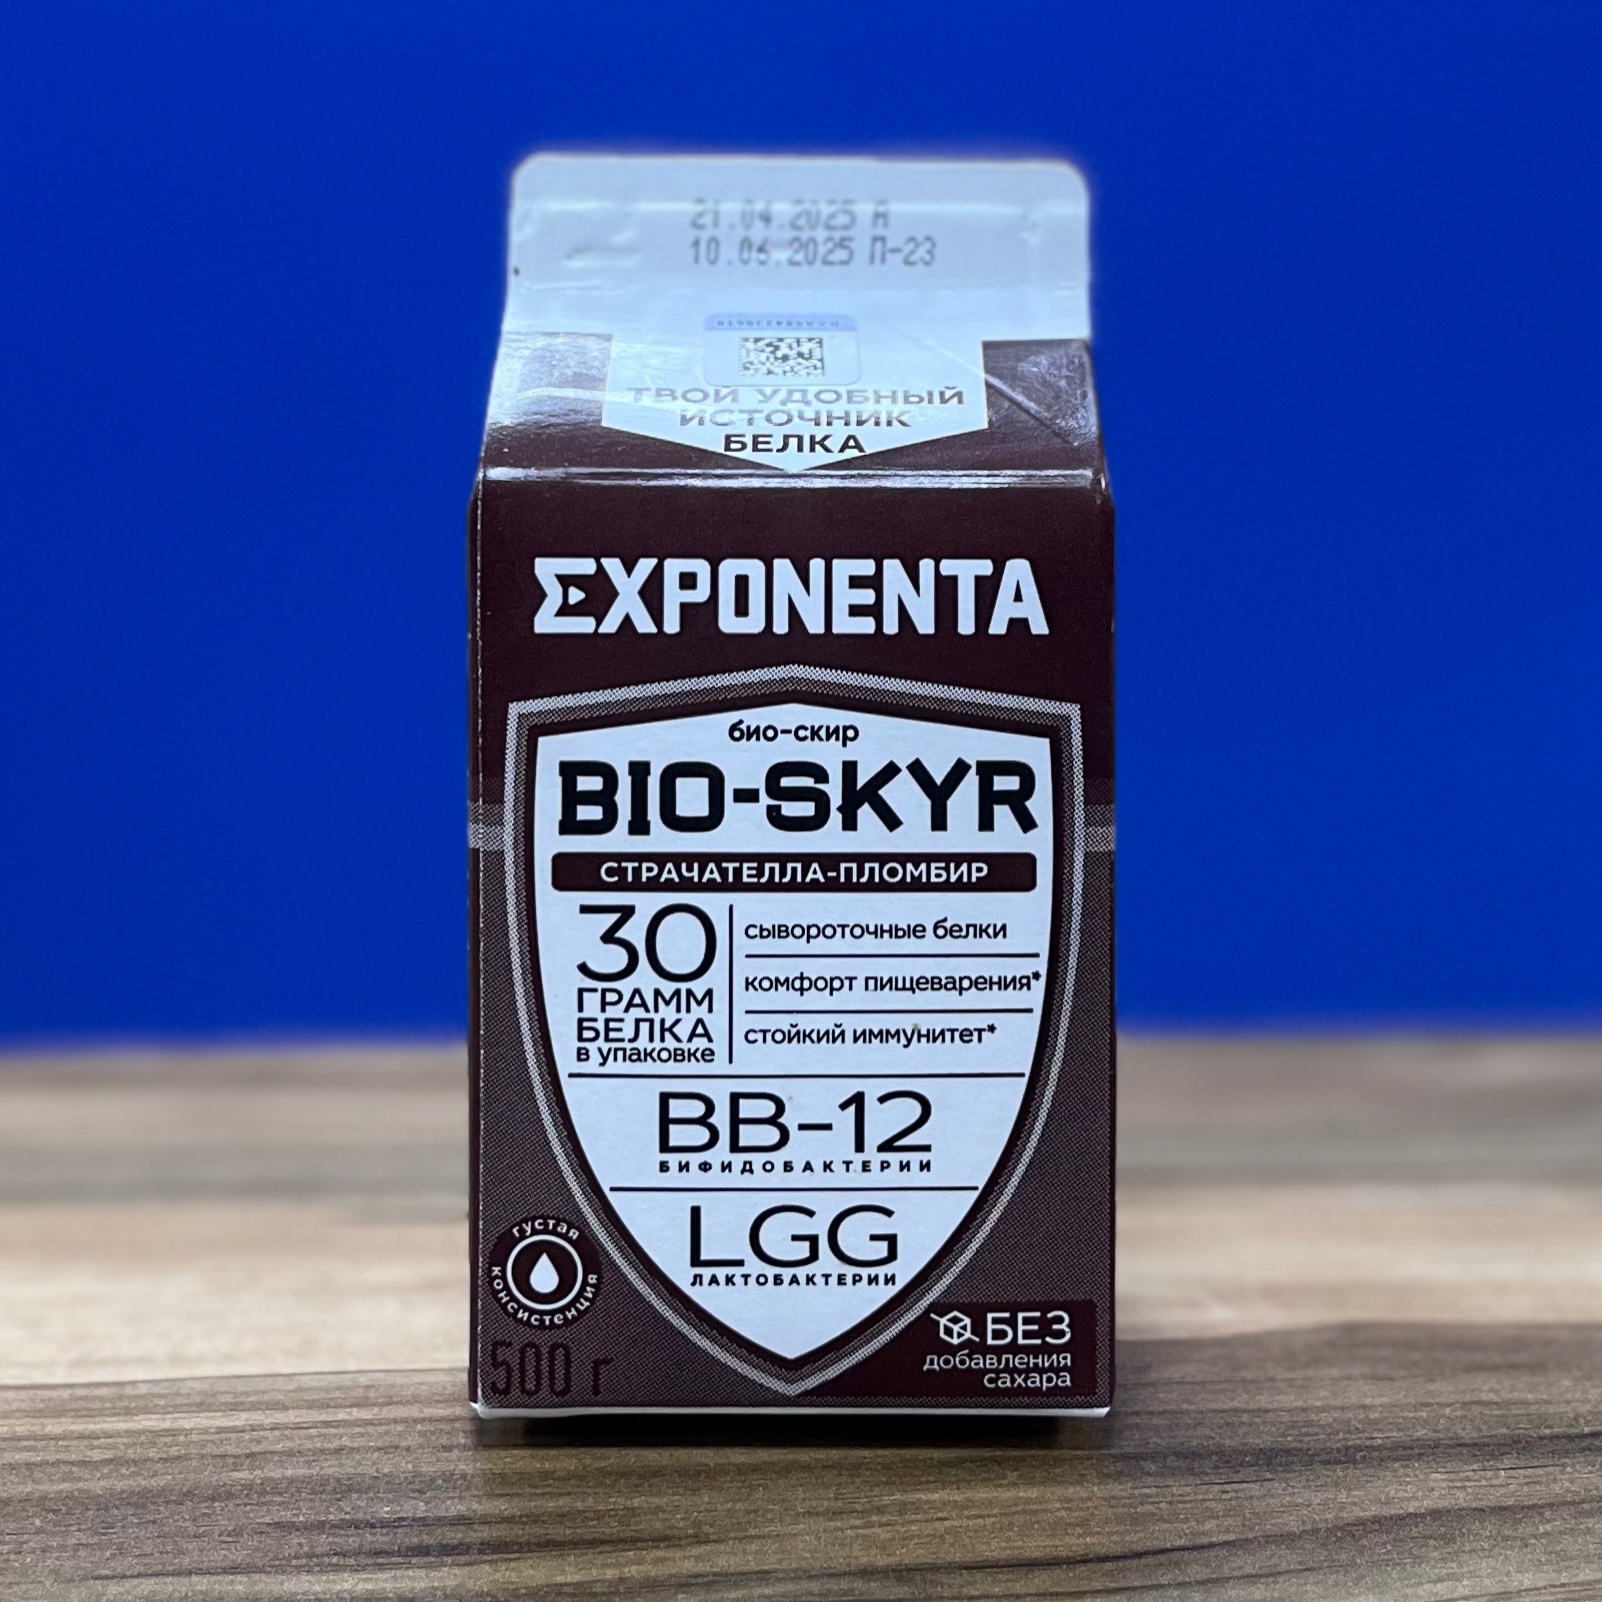 21.04.2025 А
10.06.2025 П-23
ТВОЙ УДОБНЫЙ
ИСТОЧНИК
БЕЛКА
EXPONENTA
био-скир
BIO-SKYR
СТРАЧАТЕЛЛА-ПЛОМБИР
30
ГРАММ
БЕЛКА
в упаковке
сывороточные белки
комфорт пищеварения*
стойкий иммунитет*
BB-12
БИФИДОБАКТЕРИИ
LGG
ЛАКТОБАКТЕРИИ
густая
консистенция
500 г
БЕЗ
добавления
сахара